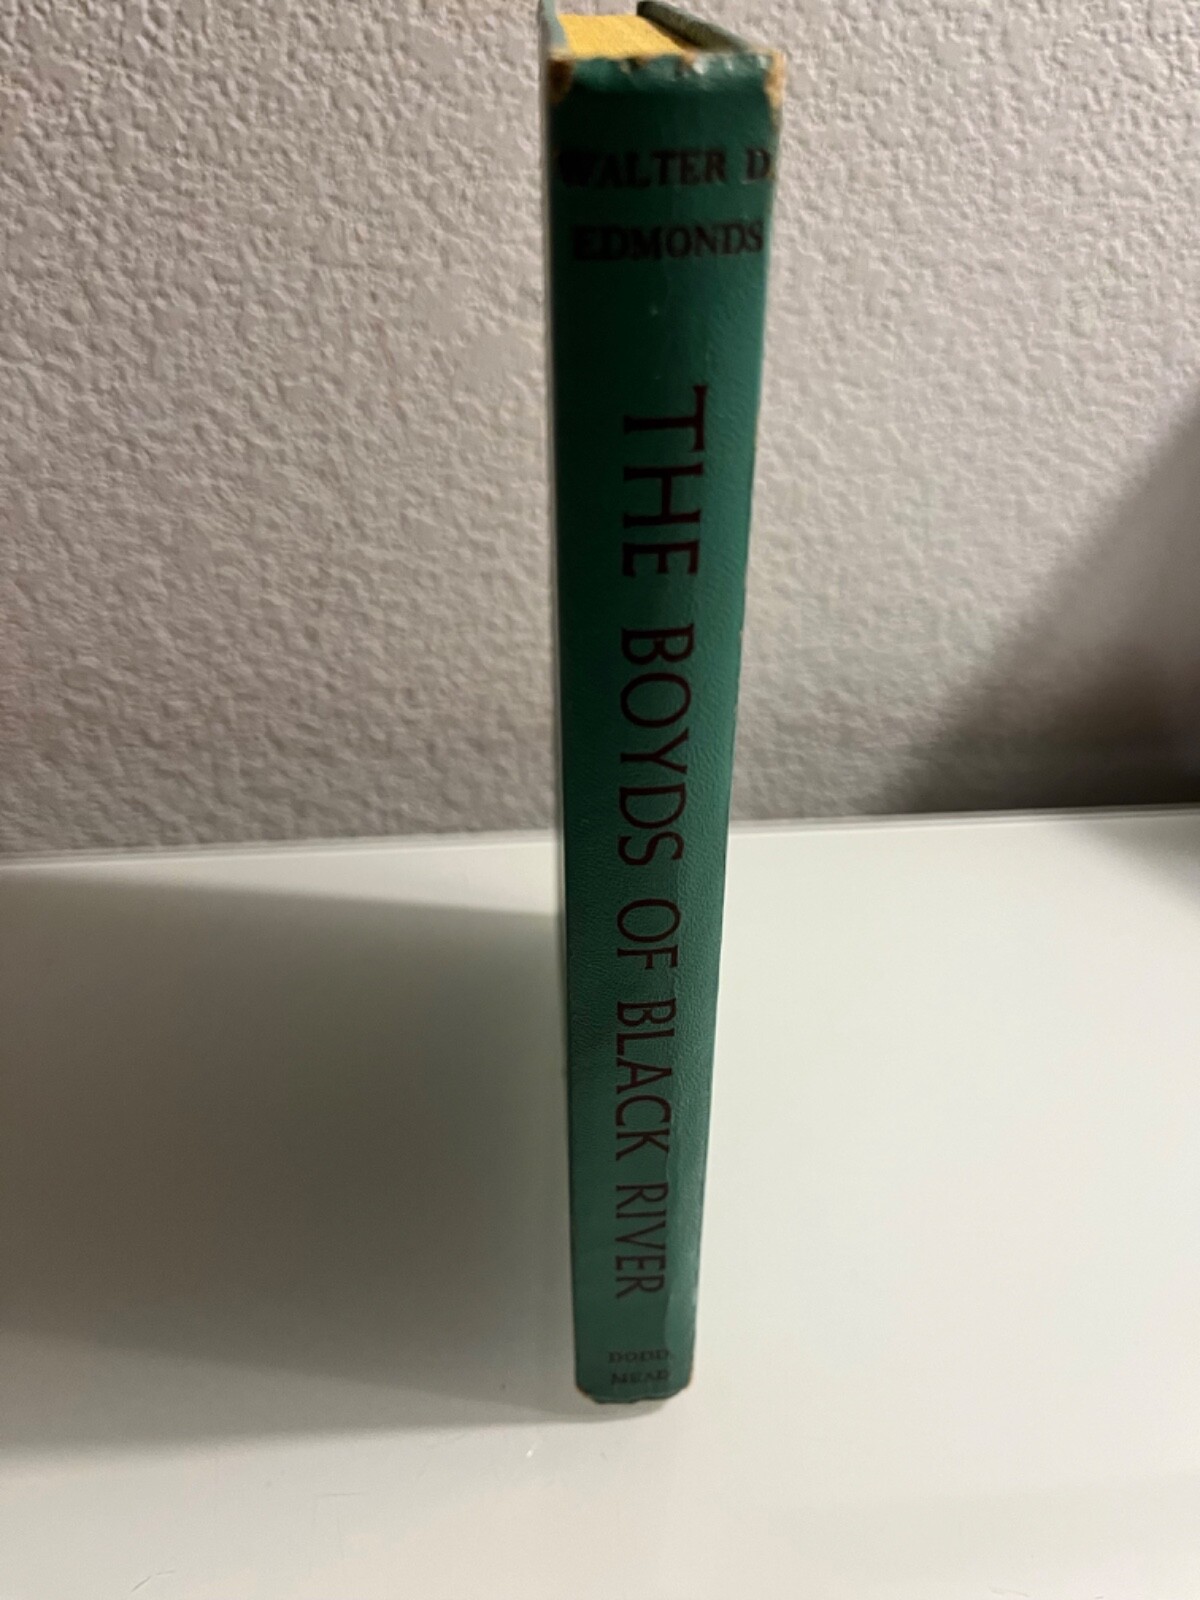 WALTER D.
EDMONDS
THE BOYDS OF BLACK RIVER
DODD
MEAD